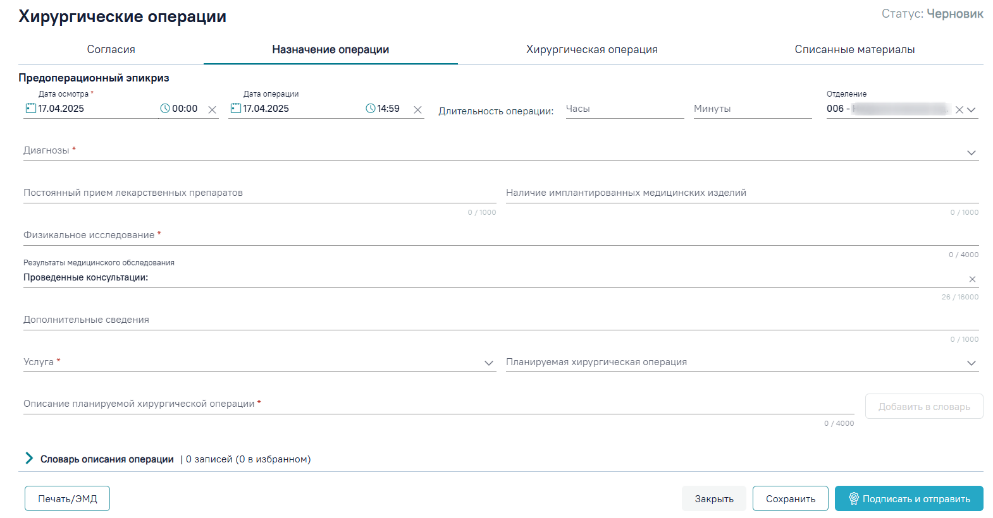 Хирургические операции
Статус: Черновик
Согласия Назначение операции Хирургическая операция Списанные материалы
Предоперационный эпикриз
Дата осмотра * Дата операции Отделение
17.04.2025 00:00 17.04.2025 14:59 Длительность операции: Часы Минуты 006 -
Диагнозы *
Постоянный прием лекарственных препаратов Наличие имплантированных медицинских изделий
0 / 1000 0 / 1000
Физикальное исследование *
0 / 4000
Результаты медицинского обследования
Проведенные консультации:
26 / 16000
Дополнительные сведения
0 / 1000
Услуга * Планируемая хирургическая операция
Описание планируемой хирургической операции * Добавить в словарь
0 / 4000
Словарь описания операции | 0 записей (0 в избранном)
Печать/ЭМД Закрыть Сохранить Подписать и отправить